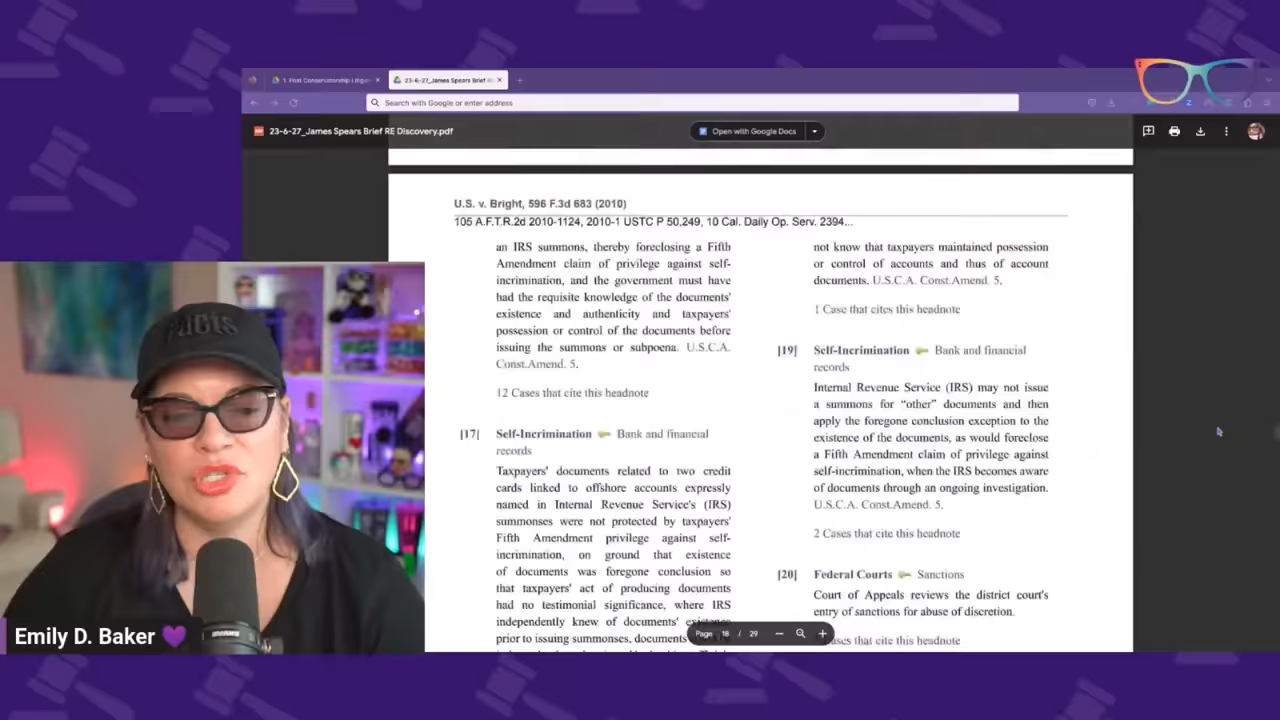 1. Post Conservatorship Litiga
23-6-27_James Spears Brief RE
Search with Google or enter address
23-6-27_James Spears Brief RE Discovery.pdf
Open with Google Docs
U.S. v. Bright, 596 F.3d 683 (2010)
105 A.F.T.R.2d 2010-1124, 2010-1 USTC P 50,249, 10 Cal. Daily Op. Serv. 2394...
an IRS summons, thereby foreclosing a Fifth
Amendment claim of privilege against self-
incrimination, and the government must have
had the requisite knowledge of the documents'
existence and authenticity and taxpayers'
possession or control of the documents before
issuing the summons or subpoena. U.S.C.A.
Const.Amend. 5.
12 Cases that cite this headnote
[17] Self-Incrimination Bank and financial
records
Taxpayers' documents related to two credit
cards linked to offshore accounts expressly
named in Internal Revenue Service's (IRS)
summonses were not protected by taxpayers'
Fifth Amendment privilege against self-
incrimination, on ground that existence
of documents was foregone conclusion so
that taxpayers' act of producing documents
had no testimonial significance, where IRS
independently knew of documents' existence
prior to issuing summonses, documents
not know that taxpayers maintained possession
or control of accounts and thus of account
documents. U.S.C.A. Const.Amend. 5.
1 Case that cites this headnote
[19] Self-Incrimination Bank and financial
records
Internal Revenue Service (IRS) may not issue
a summons for “other” documents and then
apply the foregone conclusion exception to the
existence of the documents, as would foreclose
a Fifth Amendment claim of privilege against
self-incrimination, when the IRS becomes aware
of documents through an ongoing investigation.
U.S.C.A. Const.Amend. 5.
2 Cases that cite this headnote
[20] Federal Courts Sanctions
Court of Appeals reviews the district court's
entry of sanctions for abuse of discretion.
cite this headnote
Page 18 / 29
facts
Emily D. Baker